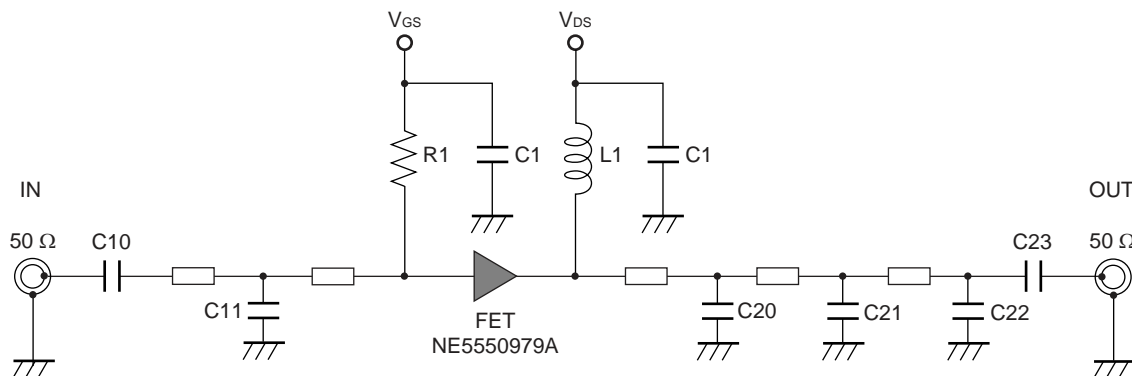 VGS
VDS
R1
C1
L1
C1
IN
OUT
50 Ω
C10
C23
50 Ω
C11
C20
C21
C22
FET
NE5550979A